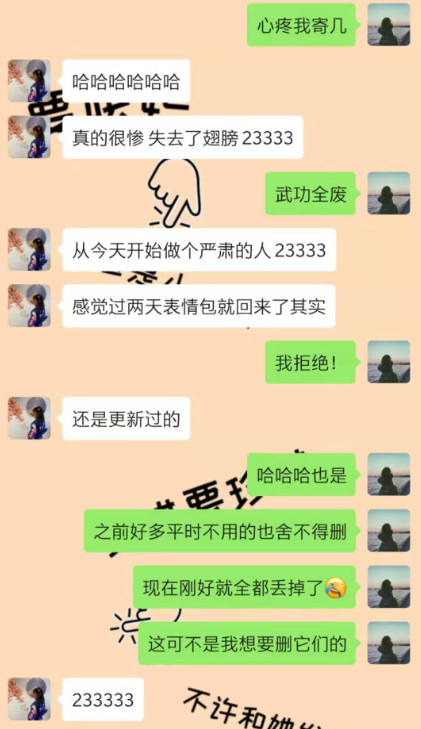 心疼我寄几
哈哈哈哈哈哈
真的很惨 失去了翅膀 23333
武功全废
从今天开始做个严肃的人 23333
感觉过两天表情包就回来了其实
我拒绝！
还是更新过的
哈哈哈也是
之前好多平时不用的也舍不得删
现在刚好就全都丢掉了😂
这可不是我想要删它们的
233333
不许和她